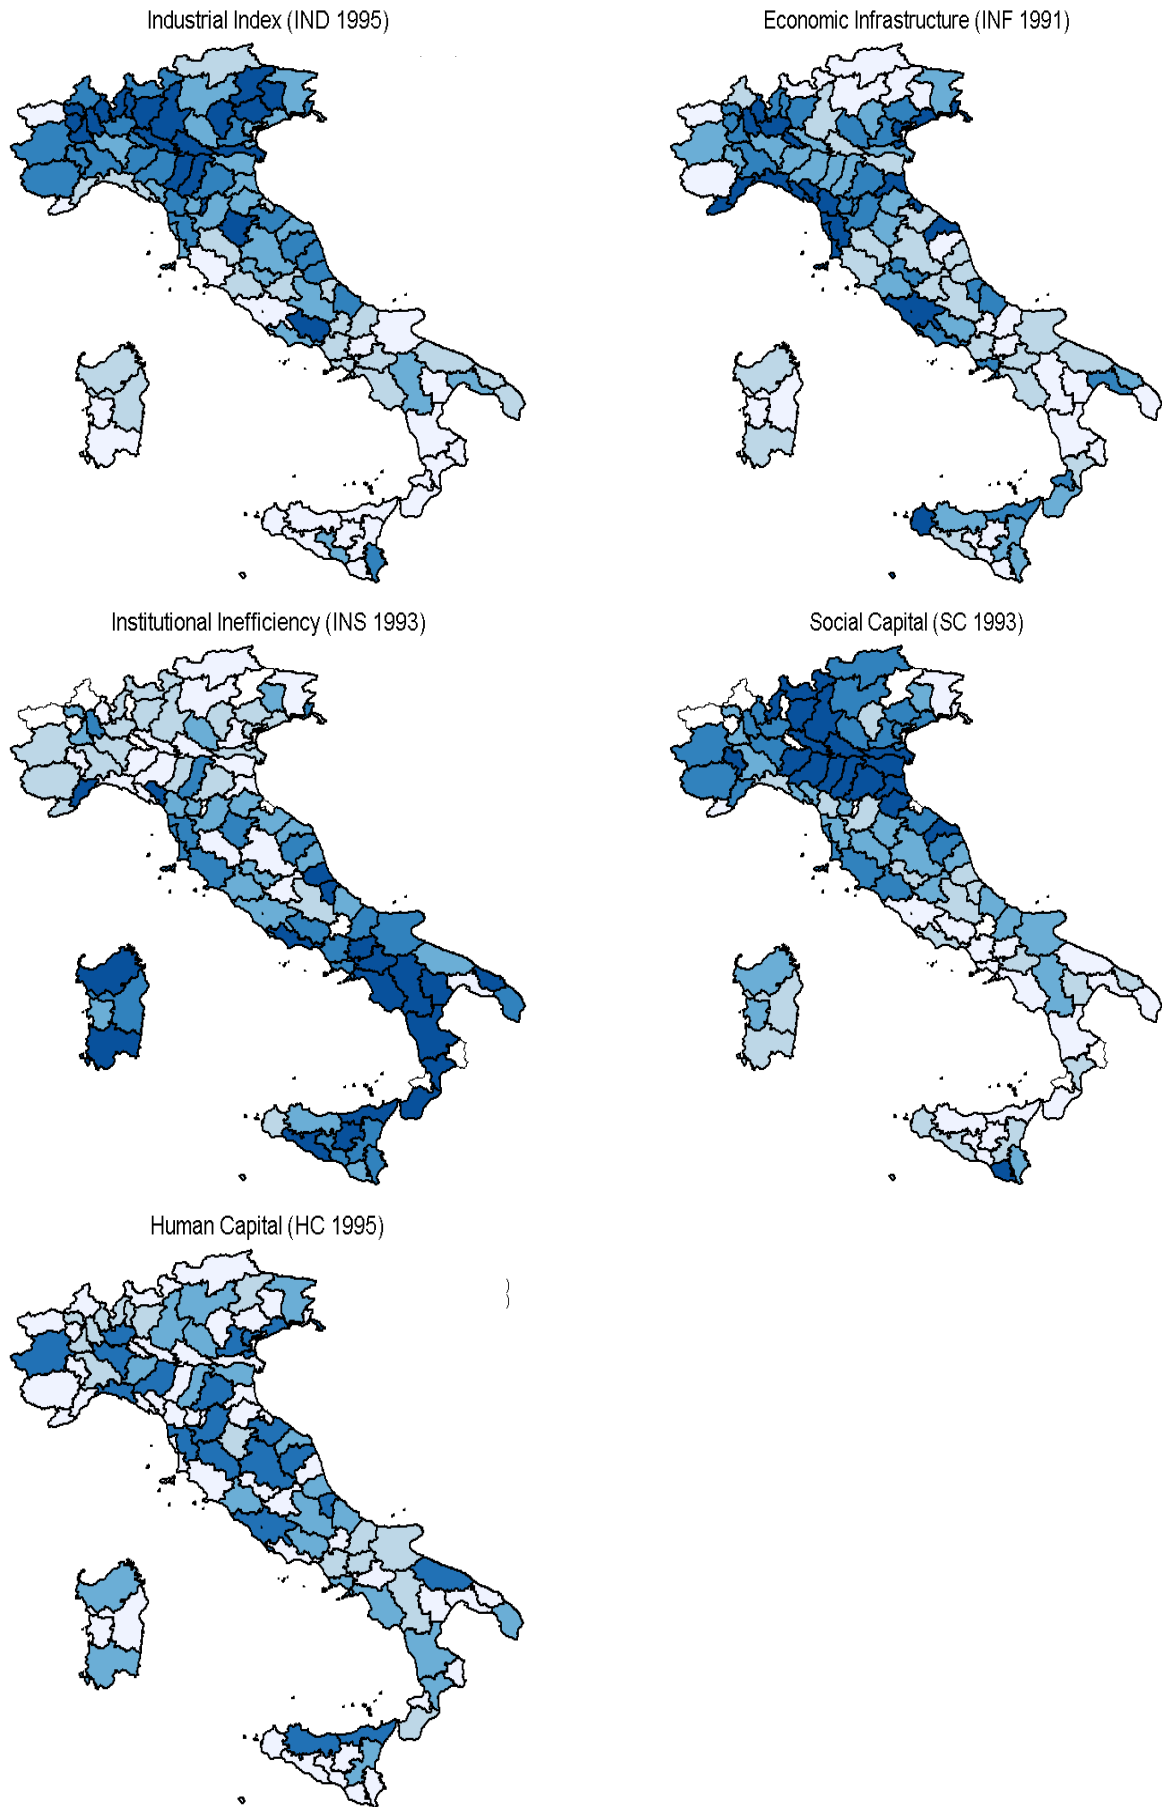 Industrial Index (IND 1995)
Economic Infrastructure (INF 1991)
Institutional Inefficiency (INS 1993)
Social Capital (SC 1993)
Human Capital (HC 1995)
)
)